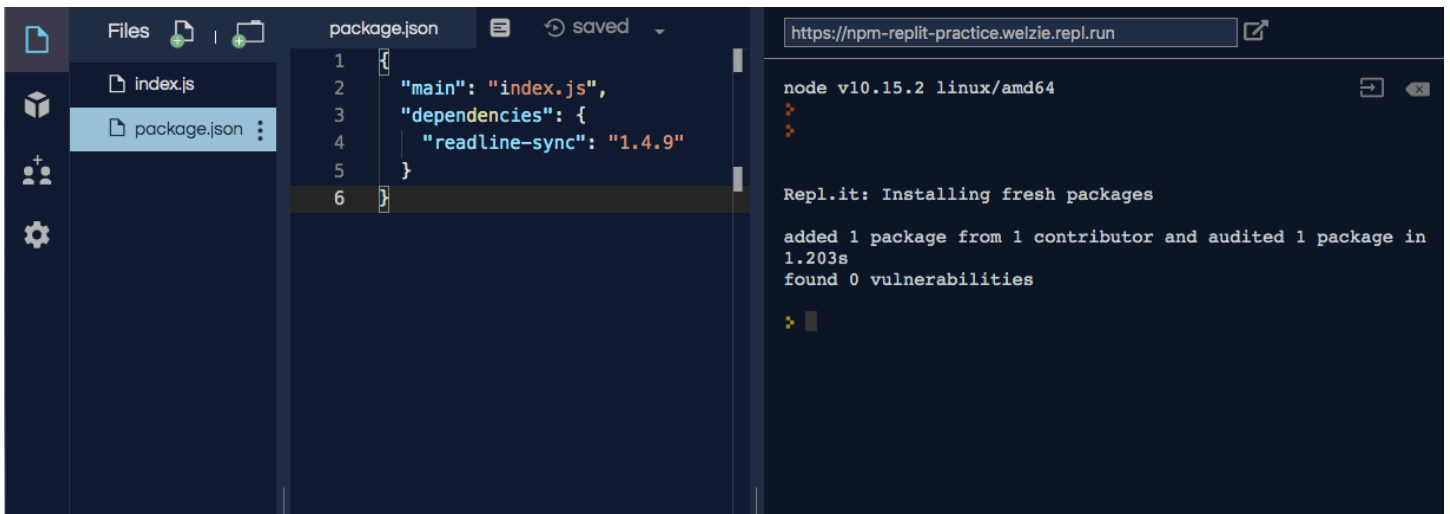 Files
index.js
package.json
package.json saved
1 {
2 "main": "index.js",
3 "dependencies": {
4 "readline-sync": "1.4.9"
5 }
6 }
https://npm-replit-practice.welzie.repl.run
node v10.15.2 linux/amd64
>
>
Repl.it: Installing fresh packages
added 1 package from 1 contributor and audited 1 package in
1.203s
found 0 vulnerabilities
>